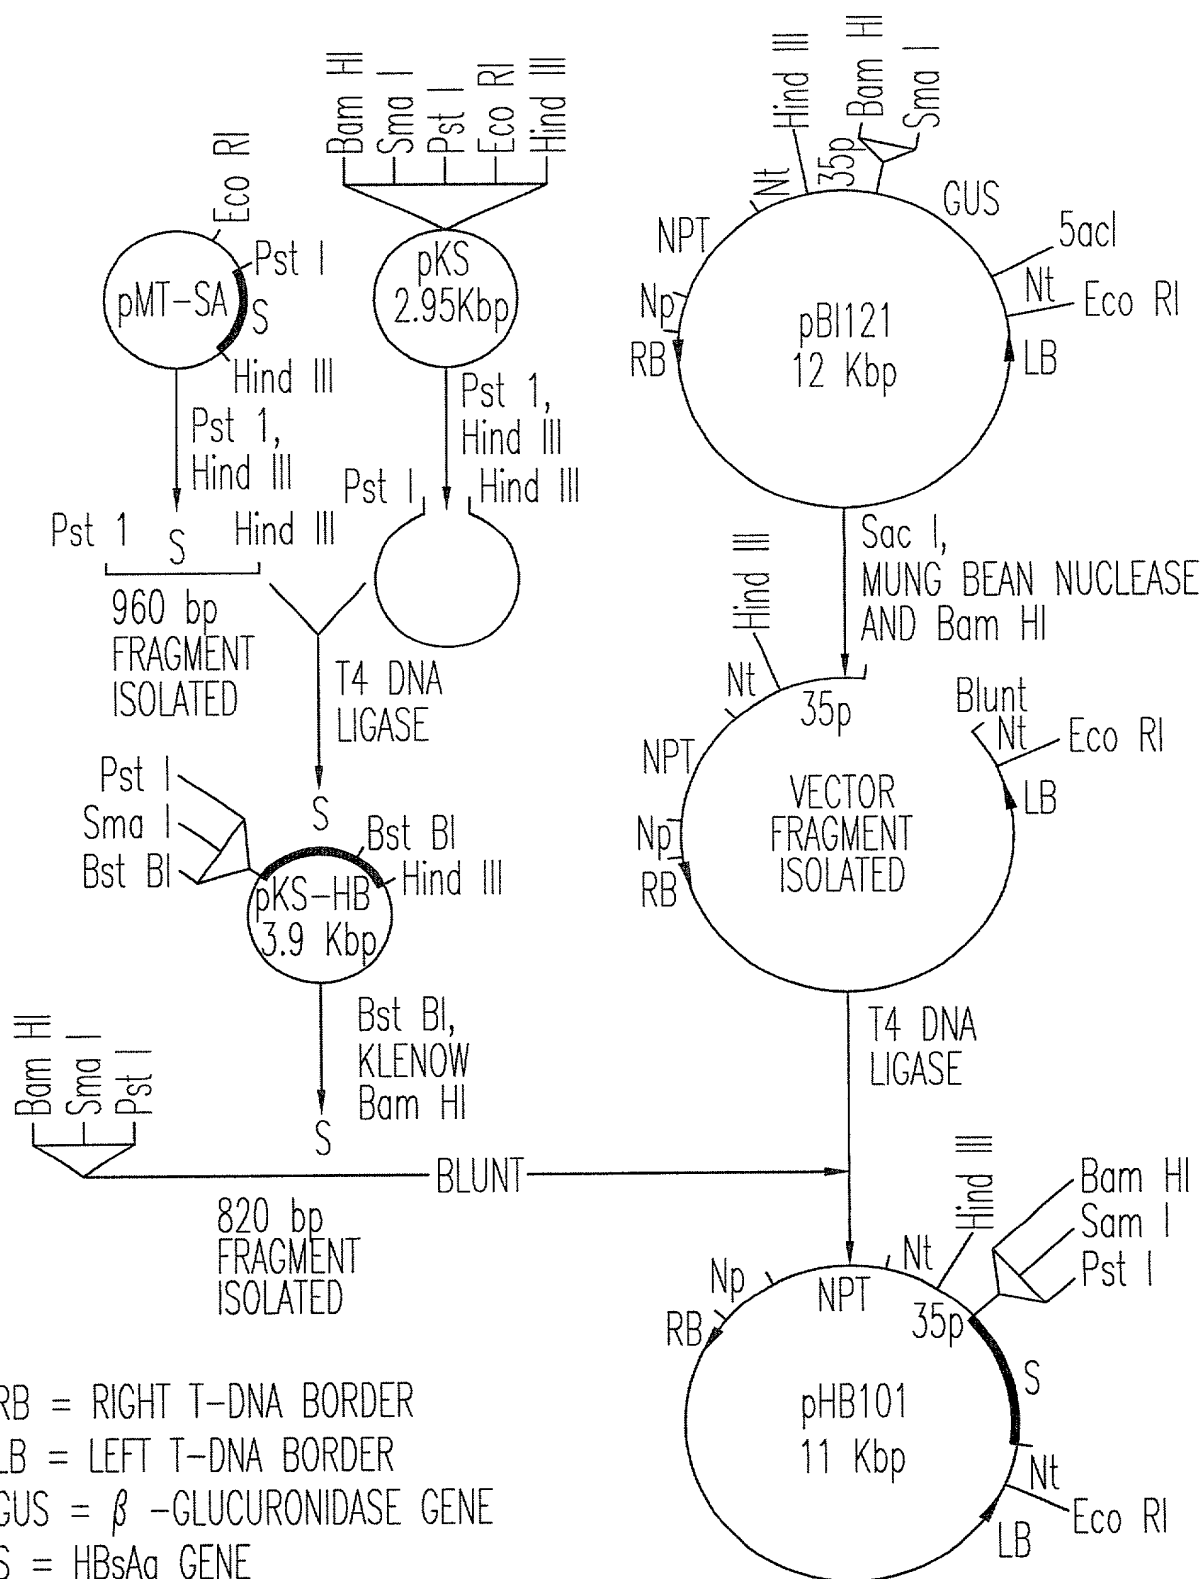 Eco RI
Pst I
pMT-SA
S
Hind III
Pst 1,
Hind III
Pst 1
S
Hind III
960 bp
FRAGMENT
ISOLATED
Bam HI
Sma I
Pst I
Eco RI
Hind III
pKS
2.95Kbp
Pst 1,
Hind III
Pst I
Hind III
T4 DNA
LIGASE
S
Pst I
Sma I
Bst BI
Bst BI
Hind III
pKS-HB
3.9 Kbp
Bst BI,
KLENOW
Bam HI
Bam HI
Sma I
Pst I
S
BLUNT
820 bp
FRAGMENT
ISOLATED
Hind III
35p
Bam HI
Sma I
Nt
GUS
NPT
5acI
Nt
Eco RI
Np
RB
LB
pBI121
12 Kbp
Sac I,
MUNG BEAN NUCLEASE
AND Bam HI
Hind III
Nt
35p
Blunt
Nt
Eco RI
NPT
Np
RB
LB
VECTOR
FRAGMENT
ISOLATED
T4 DNA
LIGASE
Hind III
Bam HI
Sam I
Pst I
Nt
Np
NPT
35p
RB
S
pHB101
11 Kbp
Nt
Eco RI
LB
RB = RIGHT T-DNA BORDER
LB = LEFT T-DNA BORDER
GUS = β -GLUCURONIDASE GENE
S = HBsAg GENE